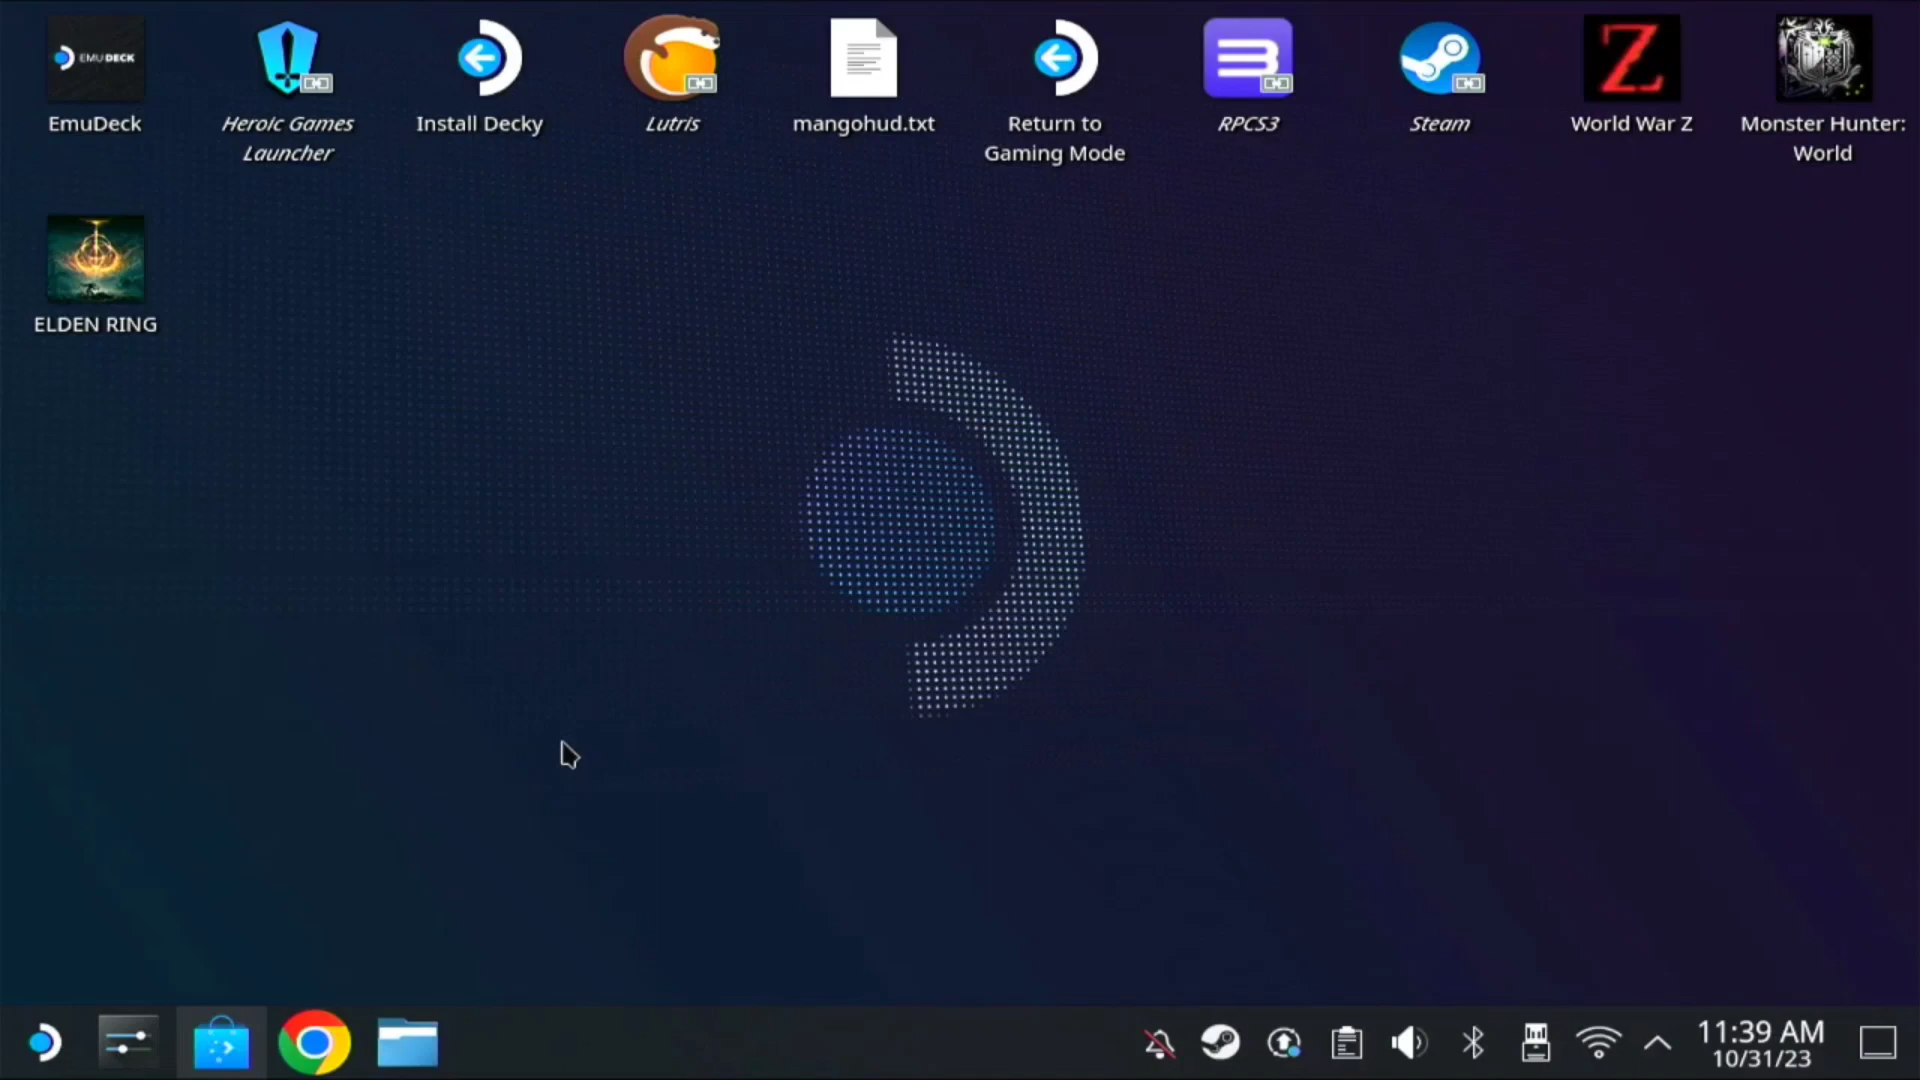 EMUDECK
EmuDeck
Heroic Games
Launcher
Install Decky
Lutris
mangohud.txt
Return to
Gaming Mode
RPCS3
Steam
Z
World War Z
Monster Hunter:
World
ELDEN RING
11:39 AM
10/31/23